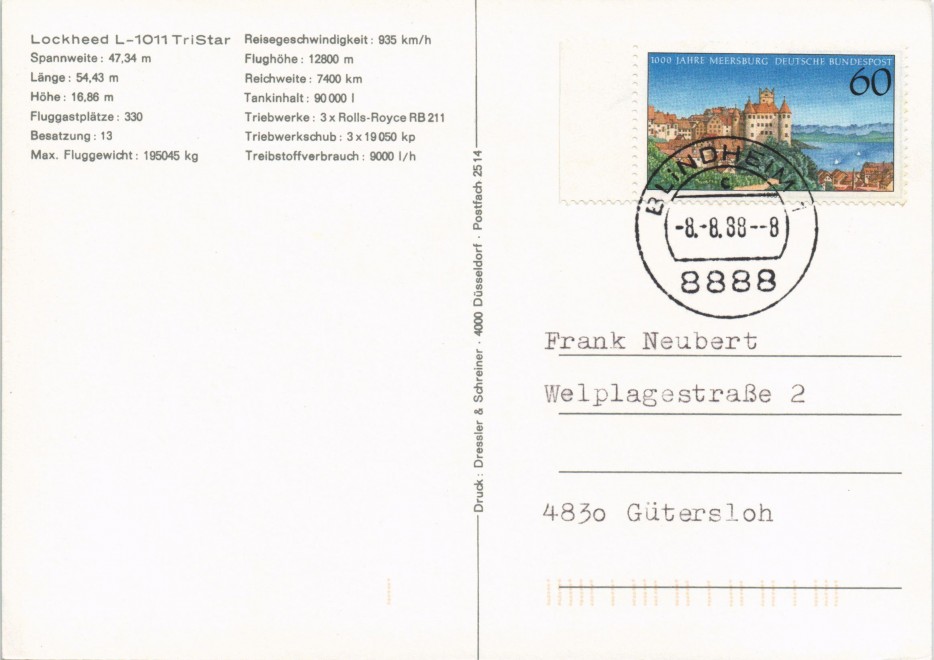 Lockheed L-1011 TriStar
Spannweite: 47,34 m
Länge: 54,43 m
Höhe: 16,86 m
Fluggastplätze: 330
Besatzung: 13
Max. Fluggewicht: 195045 kg
Reisegeschwindigkeit: 935 km/h
Flughöhe: 12800 m
Reichweite: 7400 km
Tankinhalt: 90000 l
Triebwerke: 3 x Rolls-Royce RB 211
Triebwerkschub: 3 x 19050 kp
Treibstoffverbrauch: 9000 l/h
Druck: Dressler & Schreiner · 4000 Düsseldorf · Postfach 2514
1000 JAHRE MEERSBURG DEUTSCHE BUNDESPOST
60
BLINDHEIM 1
c
-8.-8.88--8
8888
Frank Neubert
Welplagestraße 2
4830 Gütersloh